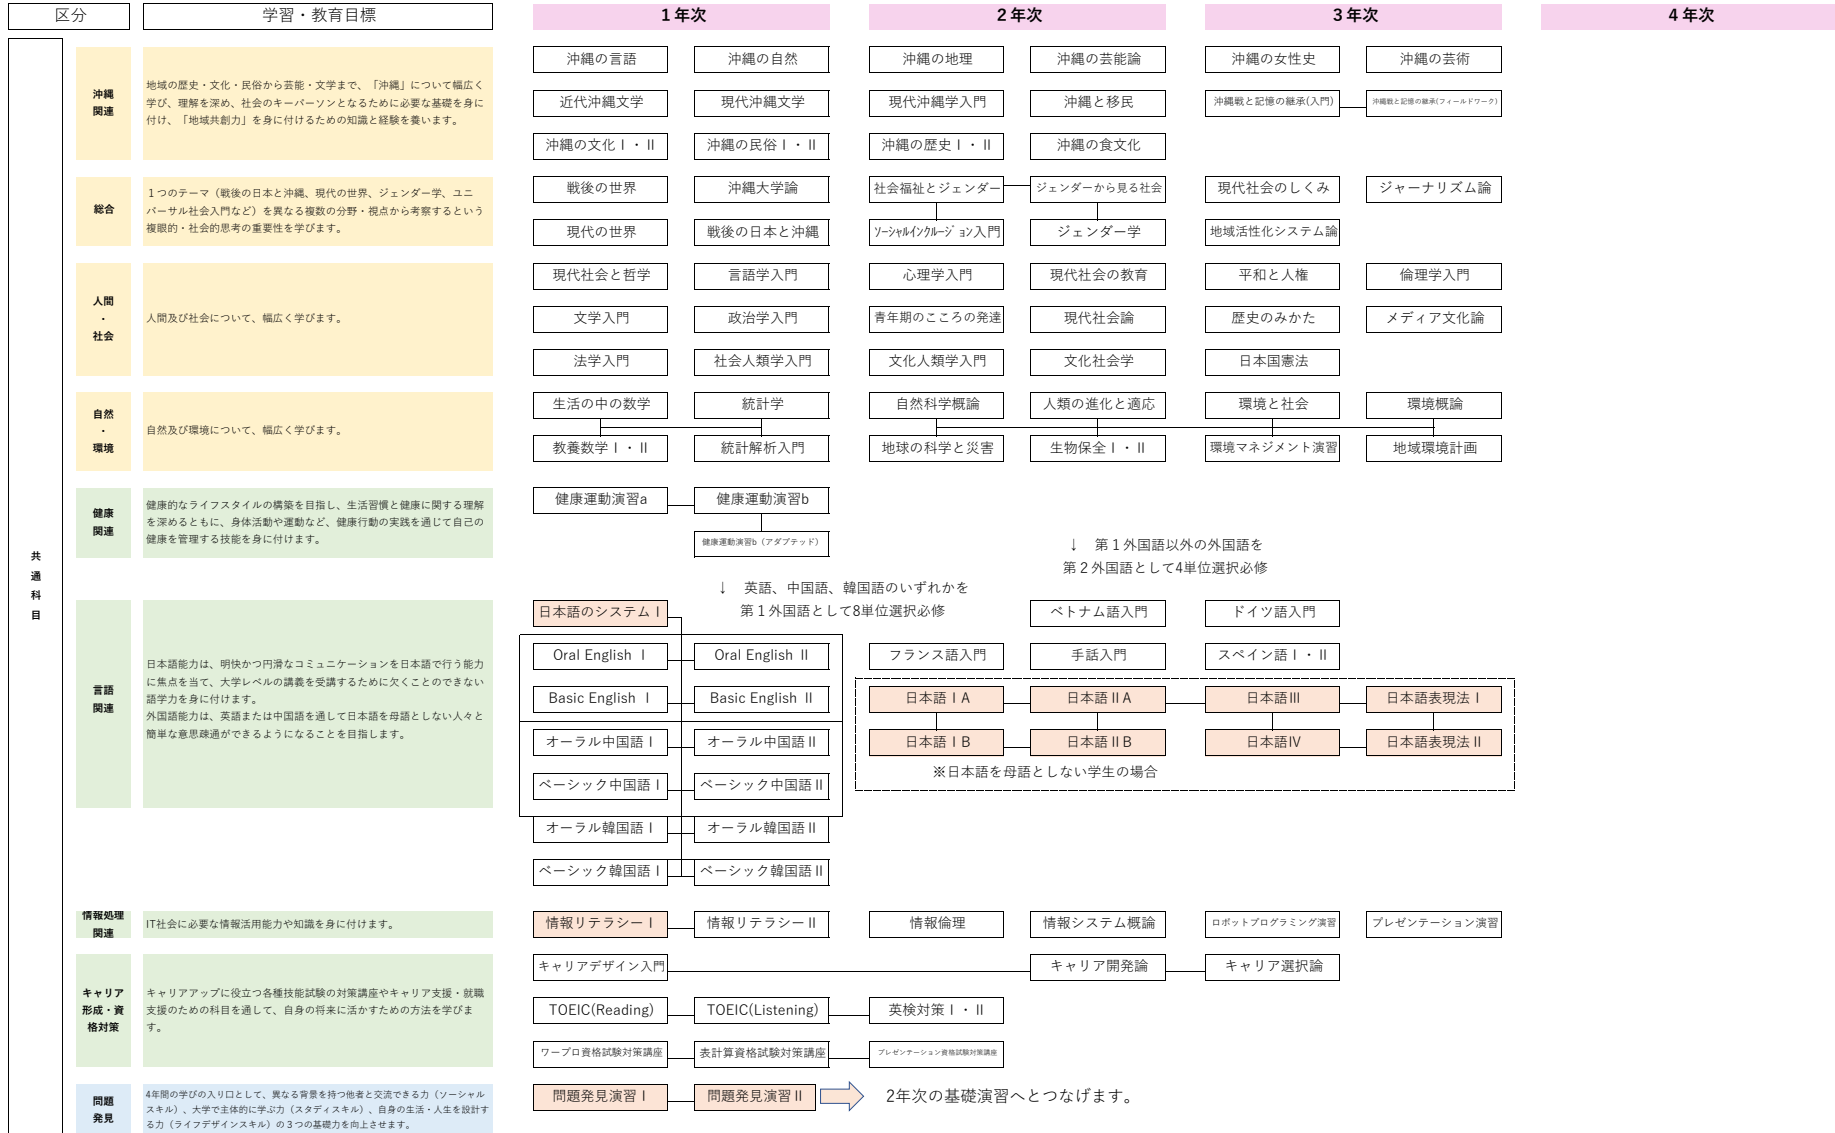 区分 学習・教育目標 １年次 ２年次 ３年次 ４年次
共
通
科
目
沖縄
関連
地域の歴史・文化・民俗から芸能・文学まで、「沖縄」について幅広く
学び、理解を深め、社会のキーパーソンとなるために必要な基礎を身に
付け、「地域共創力」を身に付けるための知識と経験を養います。
沖縄の言語 沖縄の自然 沖縄の地理 沖縄の芸能論 沖縄の女性史 沖縄の芸術
近代沖縄文学 現代沖縄文学 現代沖縄学入門 沖縄と移民 沖縄戦と記憶の継承(入門) 沖縄戦と記憶の継承(フィールドワーク)
沖縄の文化Ⅰ・Ⅱ 沖縄の民俗Ⅰ・Ⅱ 沖縄の歴史Ⅰ・Ⅱ 沖縄の食文化
総合
１つのテーマ（戦後の日本と沖縄、現代の世界、ジェンダー学、ユニ
バーサル社会入門など）を異なる複数の分野・視点から考察するという
複眼的・社会的思考の重要性を学びます。
戦後の世界 沖縄大学論 社会福祉とジェンダー ジェンダーから見る社会 現代社会のしくみ ジャーナリズム論
現代の世界 戦後の日本と沖縄 ソーシャルインクルージョン入門 ジェンダー学 地域活性化システム論
人間
・
社会
人間及び社会について、幅広く学びます。
現代社会と哲学 言語学入門 心理学入門 現代社会の教育 平和と人権 倫理学入門
文学入門 政治学入門 青年期のこころの発達 現代社会論 歴史のみかた メディア文化論
法学入門 社会人類学入門 文化人類学入門 文化社会学 日本国憲法
自然
・
環境
自然及び環境について、幅広く学びます。
生活の中の数学 統計学 自然科学概論 人類の進化と適応 環境と社会 環境概論
教養数学Ⅰ・Ⅱ 統計解析入門 地球の科学と災害 生物保全Ⅰ・Ⅱ 環境マネジメント演習 地域環境計画
健康
関連
健康的なライフスタイルの構築を目指し、生活習慣と健康に関する理解
を深めるともに、身体活動や運動など、健康行動の実践を通じて自己の
健康を管理する技能を身に付けます。
健康運動演習a 健康運動演習b
健康運動演習b（アダプテッド）
↓ 第１外国語以外の外国語を
第２外国語として4単位選択必修
↓ 英語、中国語、韓国語のいずれかを
第１外国語として8単位選択必修
言語
関連
日本語能力は、明快かつ円滑なコミュニケーションを日本語で行う能力
に焦点を当て、大学レベルの講義を受講するために欠くことのできない
語学力を身に付けます。
外国語能力は、英語または中国語を通して日本語を母語としない人々と
簡単な意思疎通ができるようになることを目指します。
日本語のシステムⅠ ベトナム語入門 ドイツ語入門
Oral English Ⅰ Oral English Ⅱ フランス語入門 手話入門 スペイン語Ⅰ・Ⅱ
Basic English Ⅰ Basic English Ⅱ 日本語ⅠA 日本語ⅡA 日本語Ⅲ 日本語表現法Ⅰ
オーラル中国語Ⅰ オーラル中国語Ⅱ 日本語ⅠB 日本語ⅡB 日本語Ⅳ 日本語表現法Ⅱ
ベーシック中国語Ⅰ ベーシック中国語Ⅱ ※日本語を母語としない学生の場合
オーラル韓国語Ⅰ オーラル韓国語Ⅱ
ベーシック韓国語Ⅰ ベーシック韓国語Ⅱ
情報処理
関連
IT社会に必要な情報活用能力や知識を身に付けます。
情報リテラシーⅠ 情報リテラシーⅡ 情報倫理 情報システム概論 ロボットプログラミング演習 プレゼンテーション演習
キャリア
形成・資
格対策
キャリアアップに役立つ各種技能試験の対策講座やキャリア支援・就職
支援のための科目を通して、自身の将来に活かすための方法を学びま
す。
キャリアデザイン入門 キャリア開発論 キャリア選択論
TOEIC(Reading) TOEIC(Listening) 英検対策Ⅰ・Ⅱ
ワープロ資格試験対策講座 表計算資格試験対策講座 プレゼンテーション資格試験対策講座
問題
発見
4年間の学びの入り口として、異なる背景を持つ他者と交流できる力（ソーシャル
スキル）、大学で主体的に学ぶ力（スタディスキル）、自身の生活・人生を設計す
る力（ライフデザインスキル）の３つの基礎力を向上させます。
問題発見演習Ⅰ 問題発見演習Ⅱ 2年次の基礎演習へとつなげます。